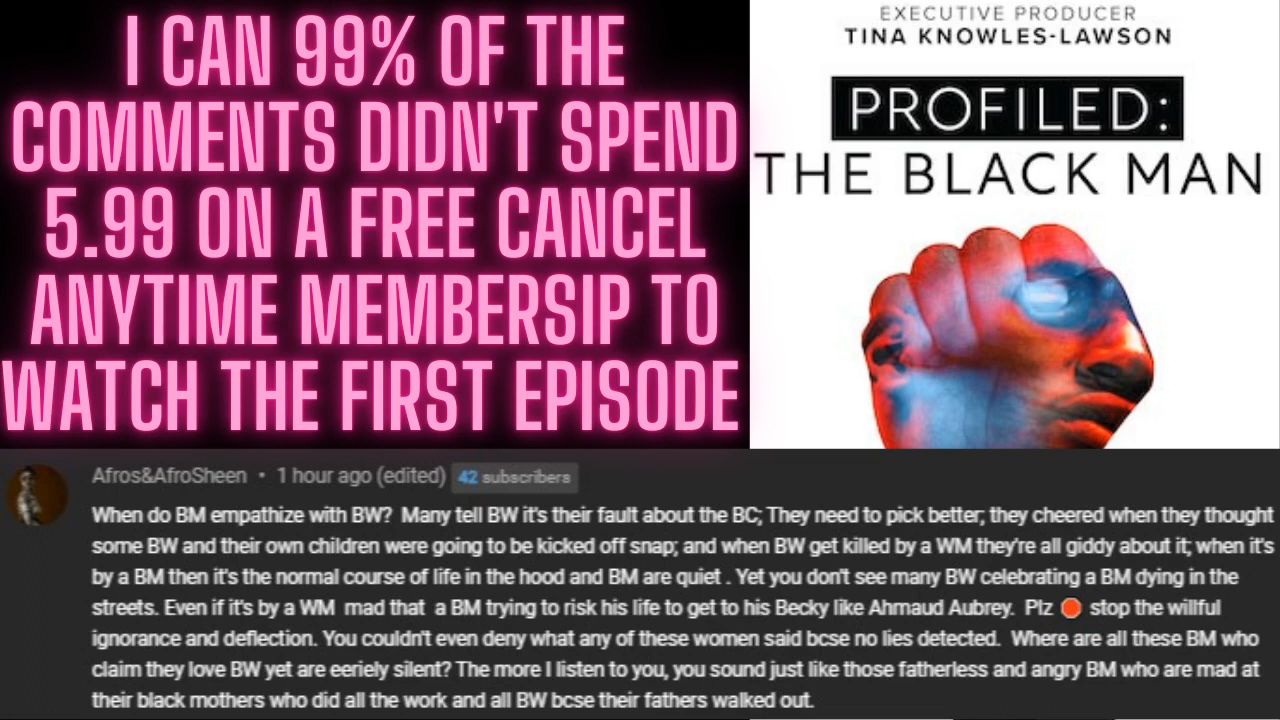 I CAN 99% OF THE
COMMENTS DIDN'T SPEND
5.99 ON A FREE CANCEL
ANYTIME MEMBERSIP TO
WATCH THE FIRST EPISODE
EXECUTIVE PRODUCER
TINA KNOWLES-LAWSON
PROFILED:
THE BLACK MAN
Afros&AfroSheen • 1 hour ago (edited) 42 subscribers
When do BM empathize with BW? Many tell BW it's their fault about the BC; They need to pick better; they cheered when they thought
some BW and their own children were going to be kicked off snap; and when BW get killed by a WM they're all giddy about it; when it's
by a BM then it's the normal course of life in the hood and BM are quiet . Yet you don't see many BW celebrating a BM dying in the
streets. Even if it's by a WM mad that a BM trying to risk his life to get to his Becky like Ahmaud Aubrey. Plz 🛑 stop the willful
ignorance and deflection. You couldn't even deny what any of these women said bcse no lies detected. Where are all these BM who
claim they love BW yet are eeriely silent? The more I listen to you, you sound just like those fatherless and angry BM who are mad at
their black mothers who did all the work and all BW bcse their fathers walked out.